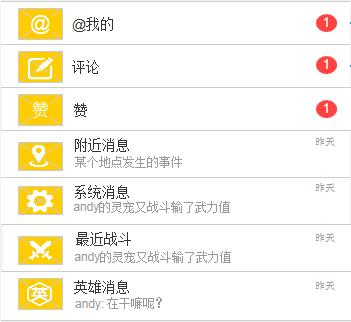 @ @我的 1
评论 1
赞 赞
附近消息 昨天
某个地点发生的事件
系统消息 昨天
andy的灵宠又战斗输了武力值
最近战斗 昨天
andy的灵宠又战斗输了武力值
英雄消息 昨天
andy: 在干嘛呢?